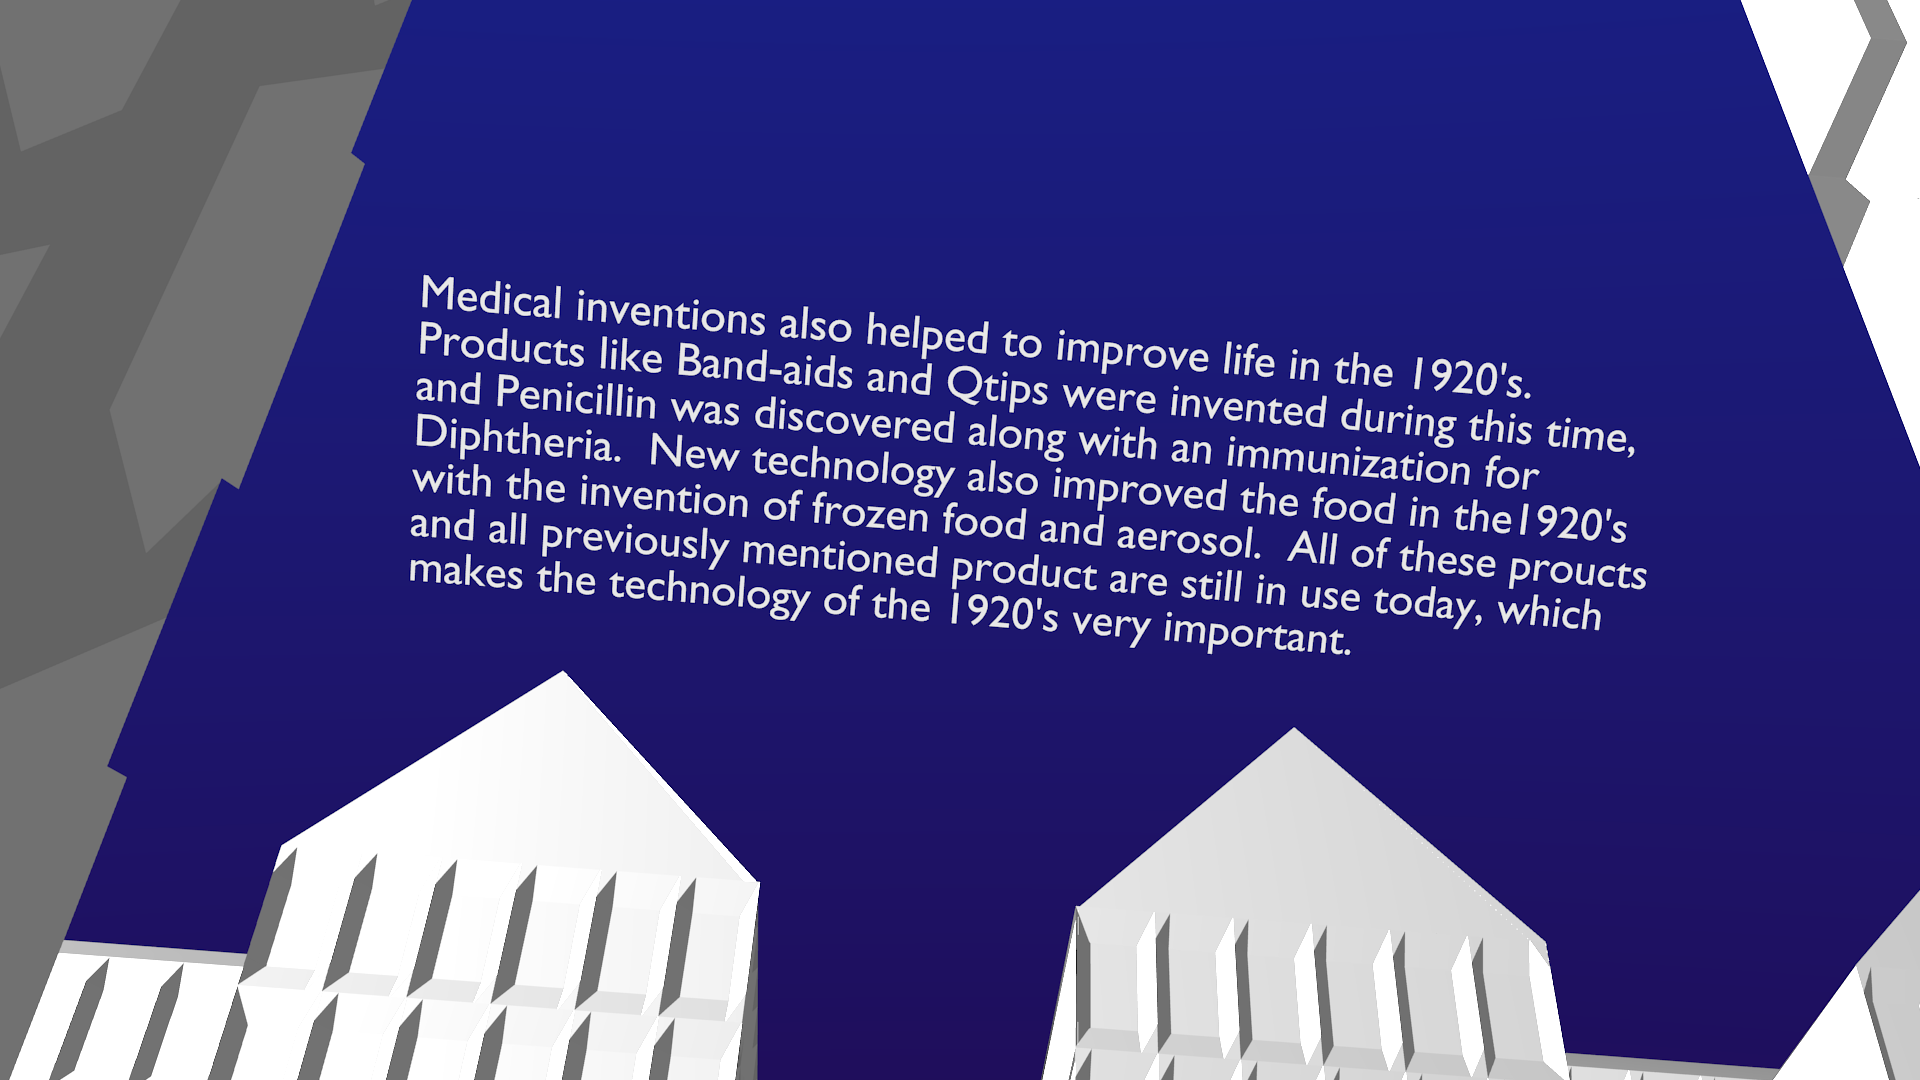 Medical inventions also helped to improve life in the 1920's.
Products like Band-aids and Qtips were invented during this time,
and Penicillin was discovered along with an immunization for
Diphtheria.  New technology also improved the food in the1920's
with the invention of frozen food and aerosol.  All of these proucts
and all previously mentioned product are still in use today, which
makes the technology of the 1920's very important.